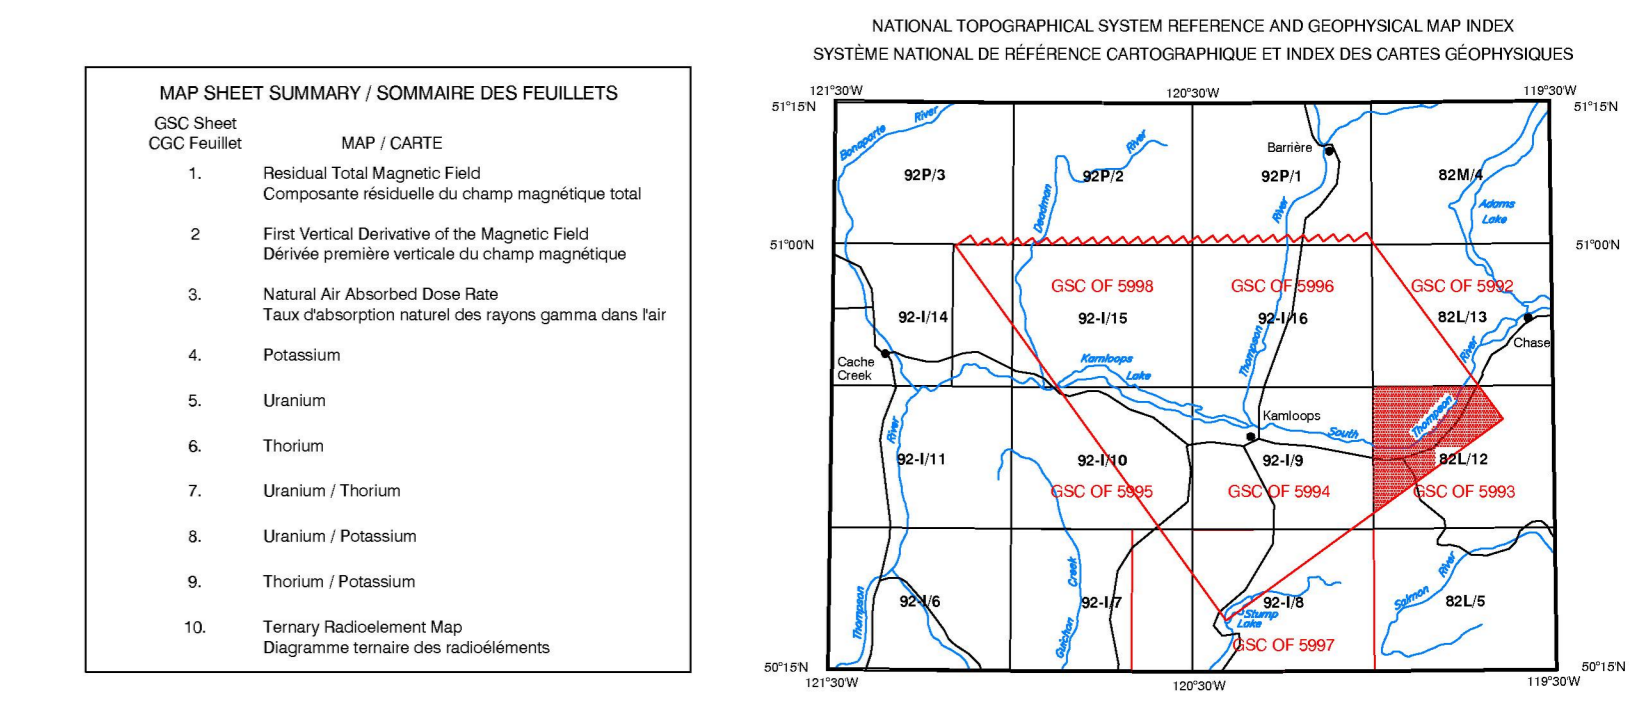 MAP SHEET SUMMARY / SOMMAIRE DES FEUILLETS
GSC Sheet
CGC Feuillet
MAP / CARTE
1. Residual Total Magnetic Field
Composante résiduelle du champ magnétique total
2 First Vertical Derivative of the Magnetic Field
Dérivée première verticale du champ magnétique
3. Natural Air Absorbed Dose Rate
Taux d'absorption naturel des rayons gamma dans l'air
4. Potassium
5. Uranium
6. Thorium
7. Uranium / Thorium
8. Uranium / Potassium
9. Thorium / Potassium
10. Ternary Radioelement Map
Diagramme ternaire des radioéléments
NATIONAL TOPOGRAPHICAL SYSTEM REFERENCE AND GEOPHYSICAL MAP INDEX
SYSTÈME NATIONAL DE RÉFÉRENCE CARTOGRAPHIQUE ET INDEX DES CARTES GÉOPHYSIQUES
121°30'W
120°30'W
119°30'W
51°15'N
51°15'N
Bonaparte River
Deadman River
River
Barrière
92P/3
92P/2
92P/1
82M/4
Adams
Lake
51°00'N
51°00'N
GSC OF 5998
GSC OF 5996
GSC OF 5992
92-I/14
92-I/15
92-I/16
82L/13
Thompson
River
Chase
Cache
Creek
Kamloops
Lake
Kamloops
South
Thompson
River
92-I/11
92-I/10
92-I/9
82L/12
GSC OF 5995
GSC OF 5994
GSC OF 5993
Thompson
Guichon Creek
Salmon River
92-I/6
92-I/7
92-I/8
82L/5
Stump
Lake
GSC OF 5997
50°15'N
50°15'N
121°30'W
120°30'W
119°30'W